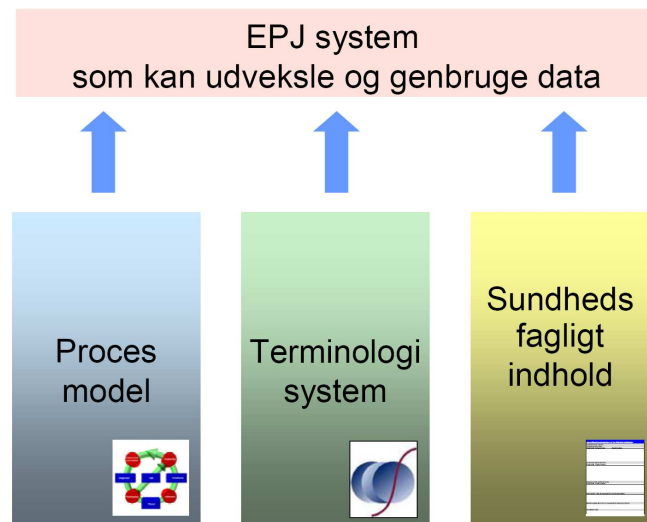 EPJ system
som kan udveksle og genbruge data
Proces
model
Terminologi
system
Sundheds
fagligt
indhold